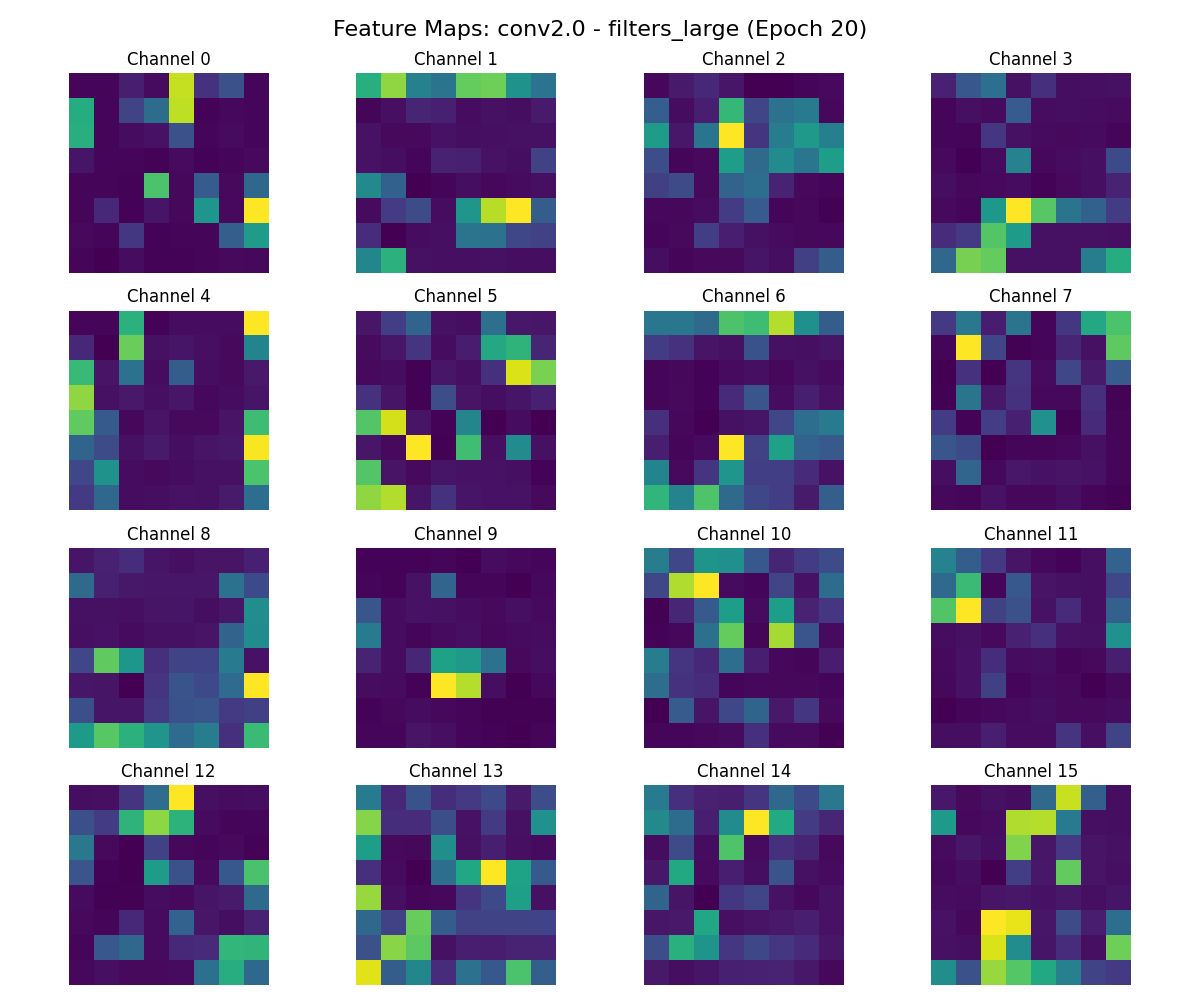 Feature Maps: conv2.0 - filters_large (Epoch 20)
Channel 0
Channel 1
Channel 2
Channel 3
Channel 4
Channel 5
Channel 6
Channel 7
Channel 8
Channel 9
Channel 10
Channel 11
Channel 12
Channel 13
Channel 14
Channel 15